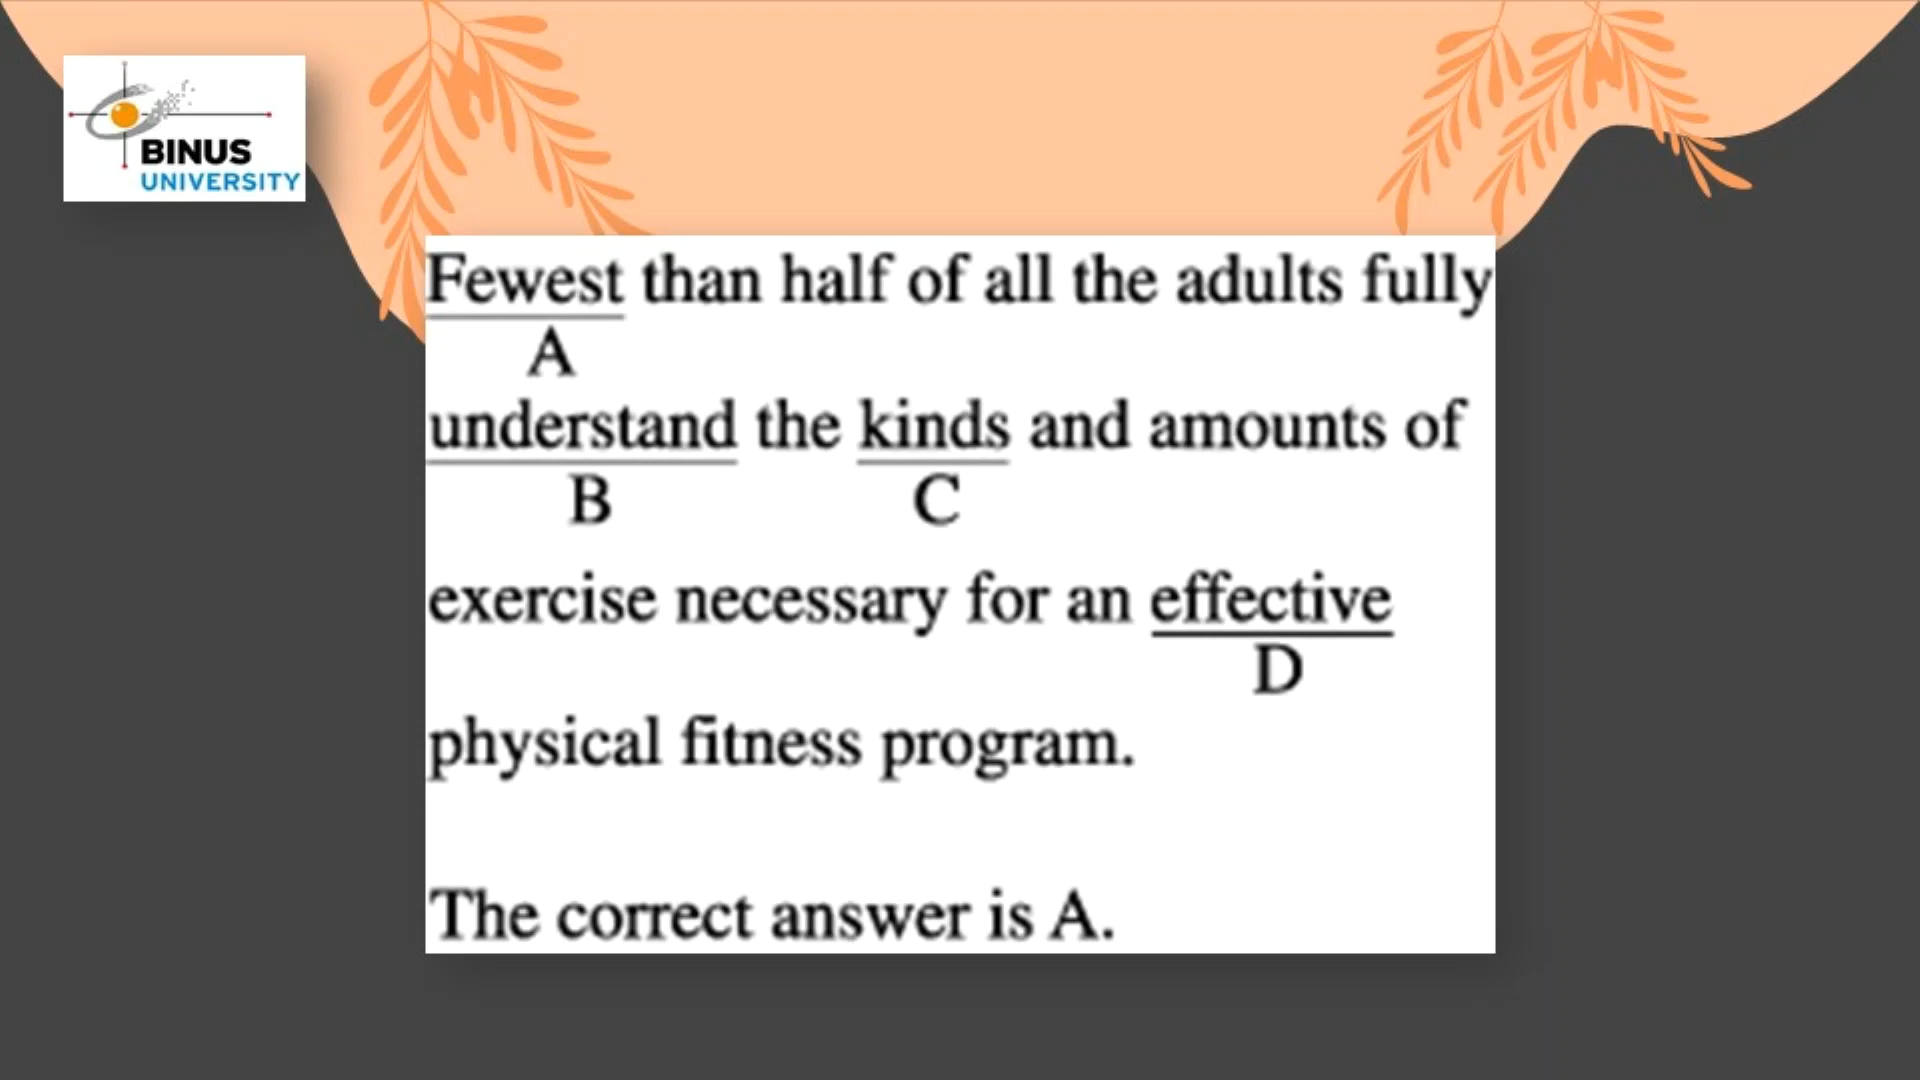 BINUS
UNIVERSITY
Fewest than half of all the adults fully
A
understand the kinds and amounts of
B C
exercise necessary for an effective
D
physical fitness program.
The correct answer is A.